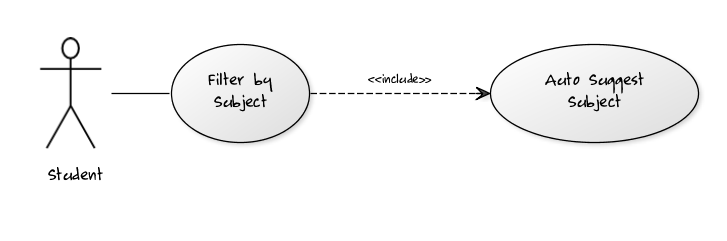 Filter by
Subject
<<include>>
Auto Suggest
Subject
Student